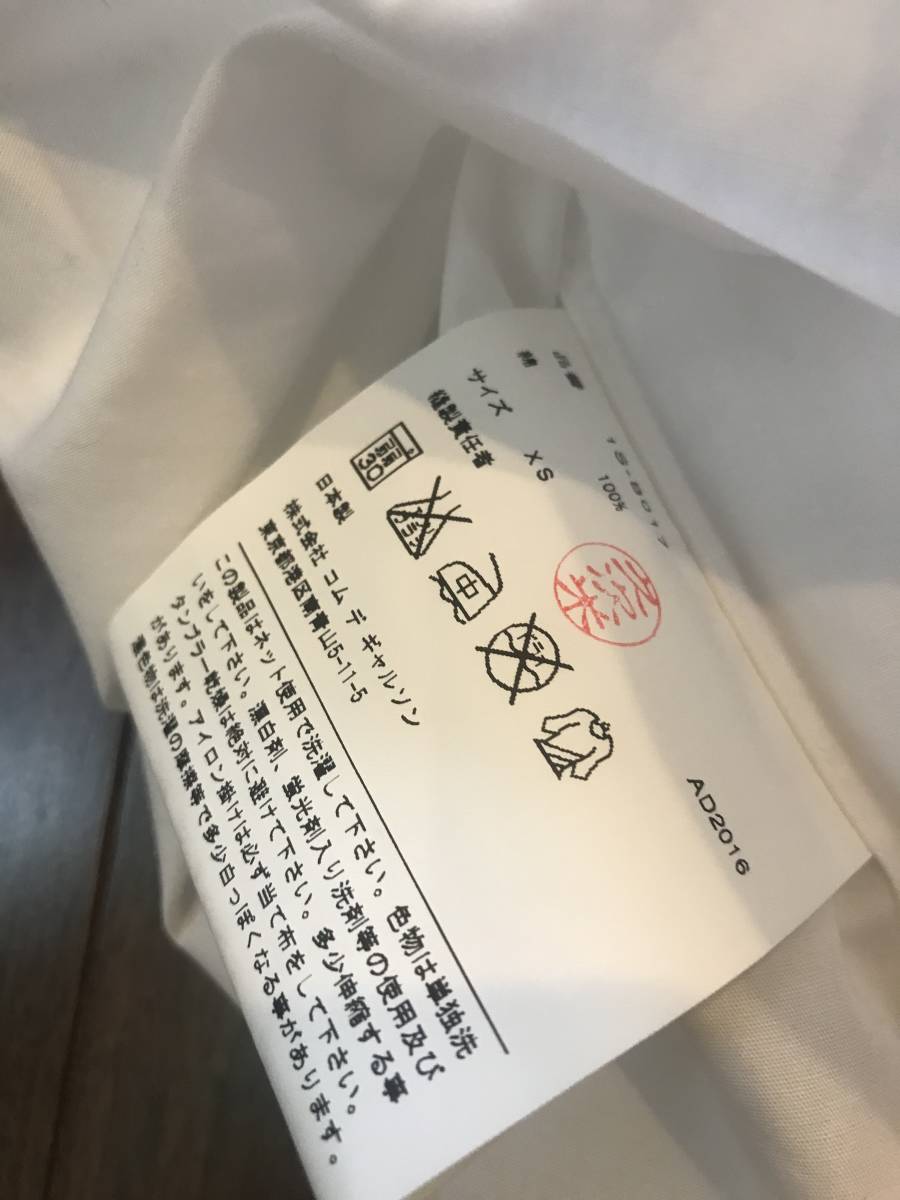 品番
綿 100%
サイズ XS
縫製責任者
久米
AD2016
弱
30
中
ドライ
日本製
株式会社 コム デ ギャルソン
東京都港区南青山5-11-5
この製品はネット使用で洗濯して下さい。色物は単独洗
いをして下さい。漂白剤、蛍光剤入り洗剤等の使用及び
タンブラー乾燥は絶対に避けて下さい。多少伸縮する事
があります。アイロン掛けは必ず当て布をして下さい。
濃色物は洗濯の摩擦等で多少白っぽくなる事があります。